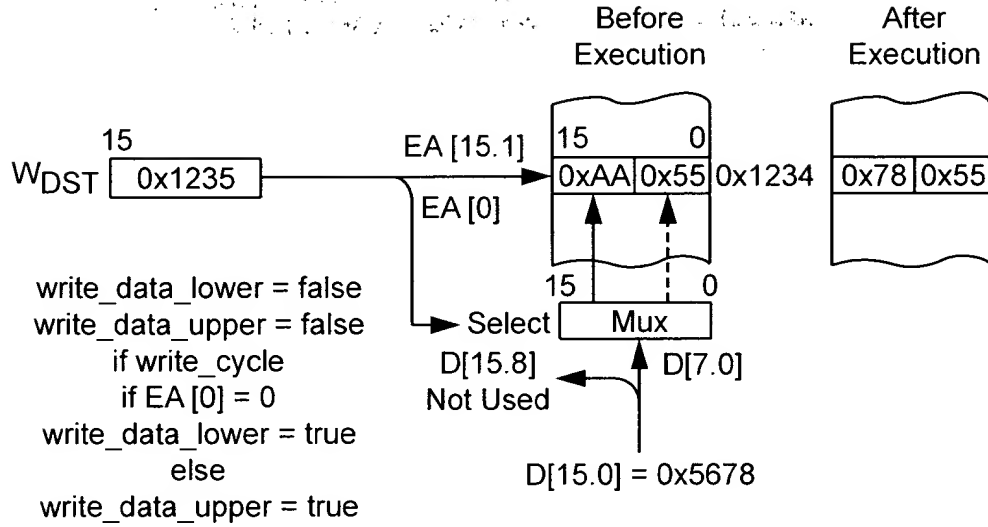 Before Execution
After Execution
15
W_DST 0x1235
EA [15.1]
EA [0]
15 0
0xAA 0x55 0x1234
0x78 0x55
15 0
Select Mux
D[15.8] Not Used
D[7.0]
D[15.0] = 0x5678
write_data_lower = false
write_data_upper = false
if write_cycle
if EA [0] = 0
write_data_lower = true
else
write_data_upper = true